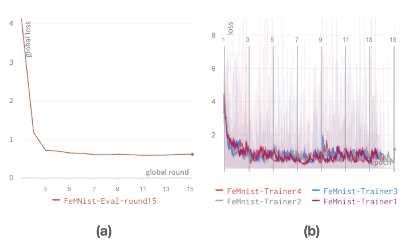 4
3
2
1
0
global loss
global round
3 5 7 9 11 13 15
FeMNist-Eval-round15
(a)
loss
1 3 5 7 9 11 13 15
8
6
4
2
epoch
FeMnist-Trainer4 FeMnist-Trainer3
FeMnist-Trainer2 FeMnist-Trainer1
(b)